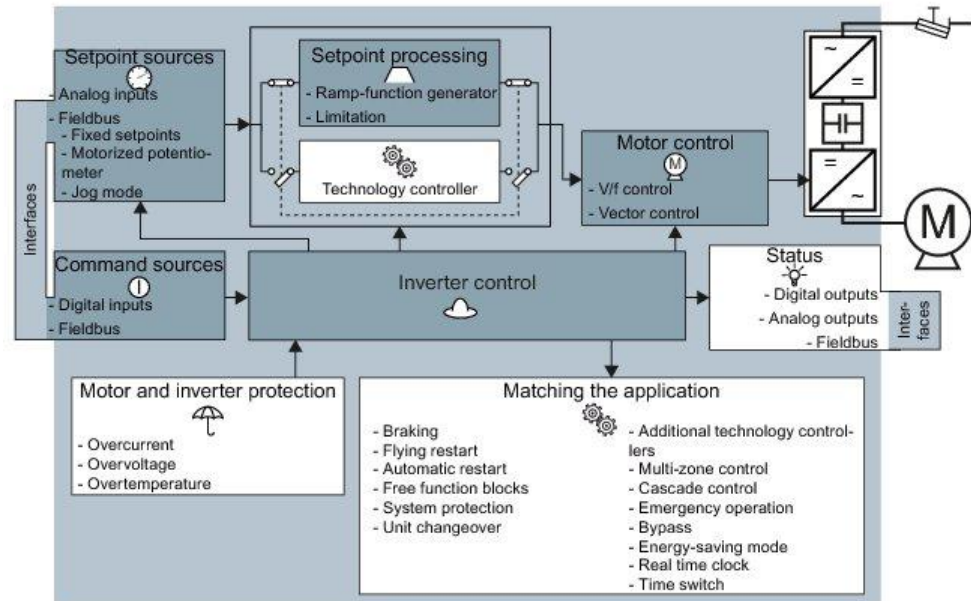 Setpoint sources
- Analog inputs
- Fieldbus
- Fixed setpoints
- Motorized potentio-
meter
- Jog mode
Setpoint processing
- Ramp-function generator
- Limitation
Technology controller
Motor control
M
- V/f control
- Vector control
~
=
=
~
M
Interfaces
Command sources
- Digital inputs
- Fieldbus
Inverter control
Status
- Digital outputs
- Analog outputs
- Fieldbus
Inter-
faces
Motor and inverter protection
- Overcurrent
- Overvoltage
- Overtemperature
Matching the application
- Braking
- Flying restart
- Automatic restart
- Free function blocks
- System protection
- Unit changeover
- Additional technology control-
lers
- Multi-zone control
- Cascade control
- Emergency operation
- Bypass
- Energy-saving mode
- Real time clock
- Time switch